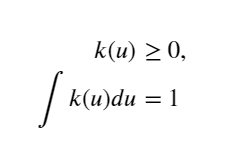 k(u) ≥ 0,
∫ k(u)du = 1